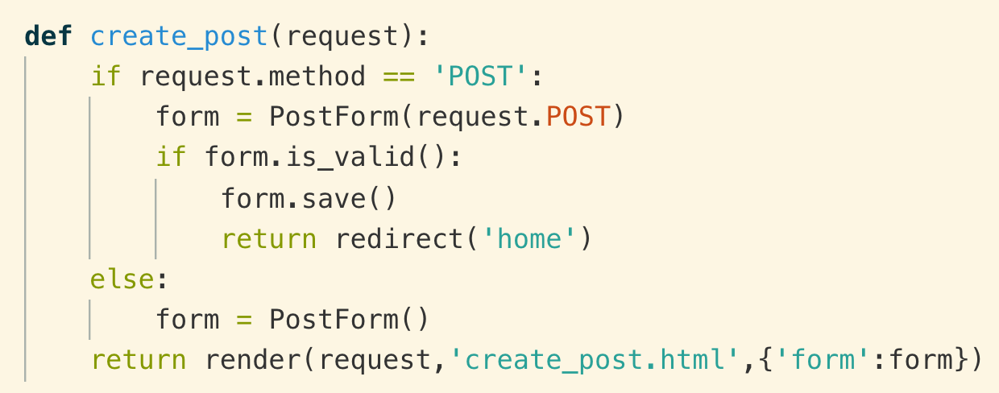 def create_post(request):
    if request.method == 'POST':
        form = PostForm(request.POST)
        if form.is_valid():
            form.save()
            return redirect('home')
    else:
        form = PostForm()
    return render(request,'create_post.html',{'form':form})